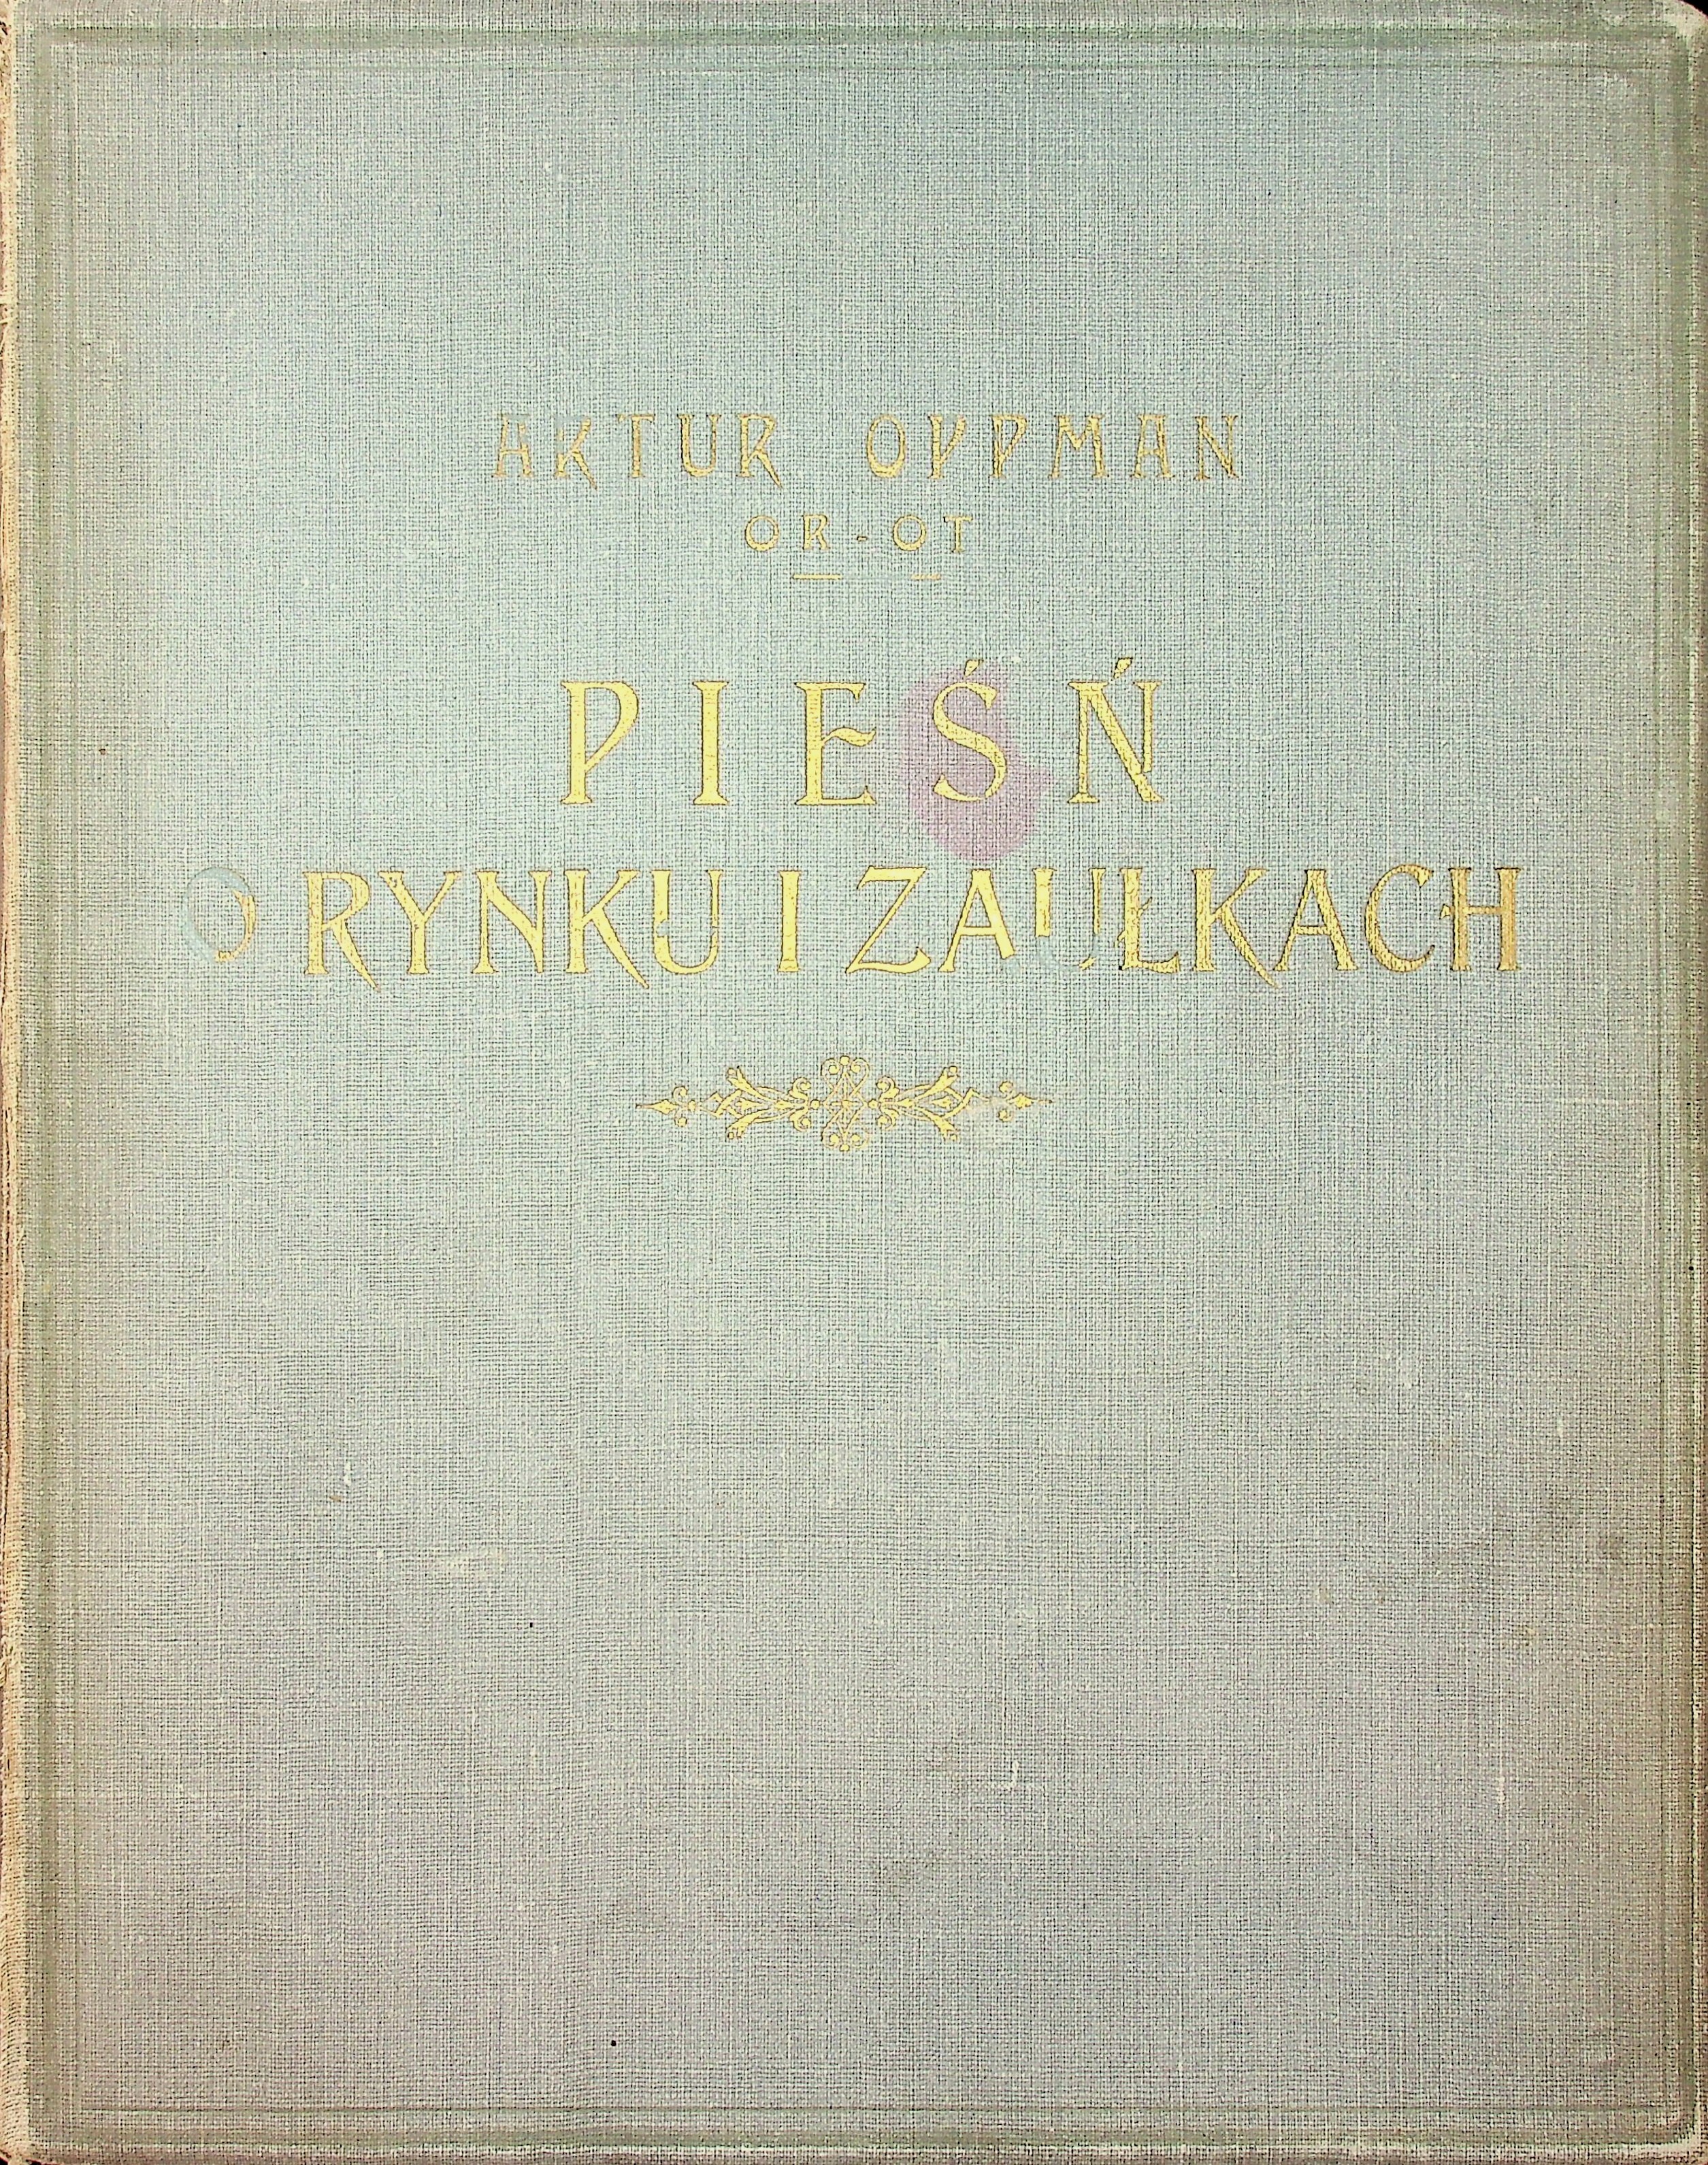 ARTUR OPPMAN
OR-OT
PIEŚŃ
O RYNKU I ZAUŁKACH